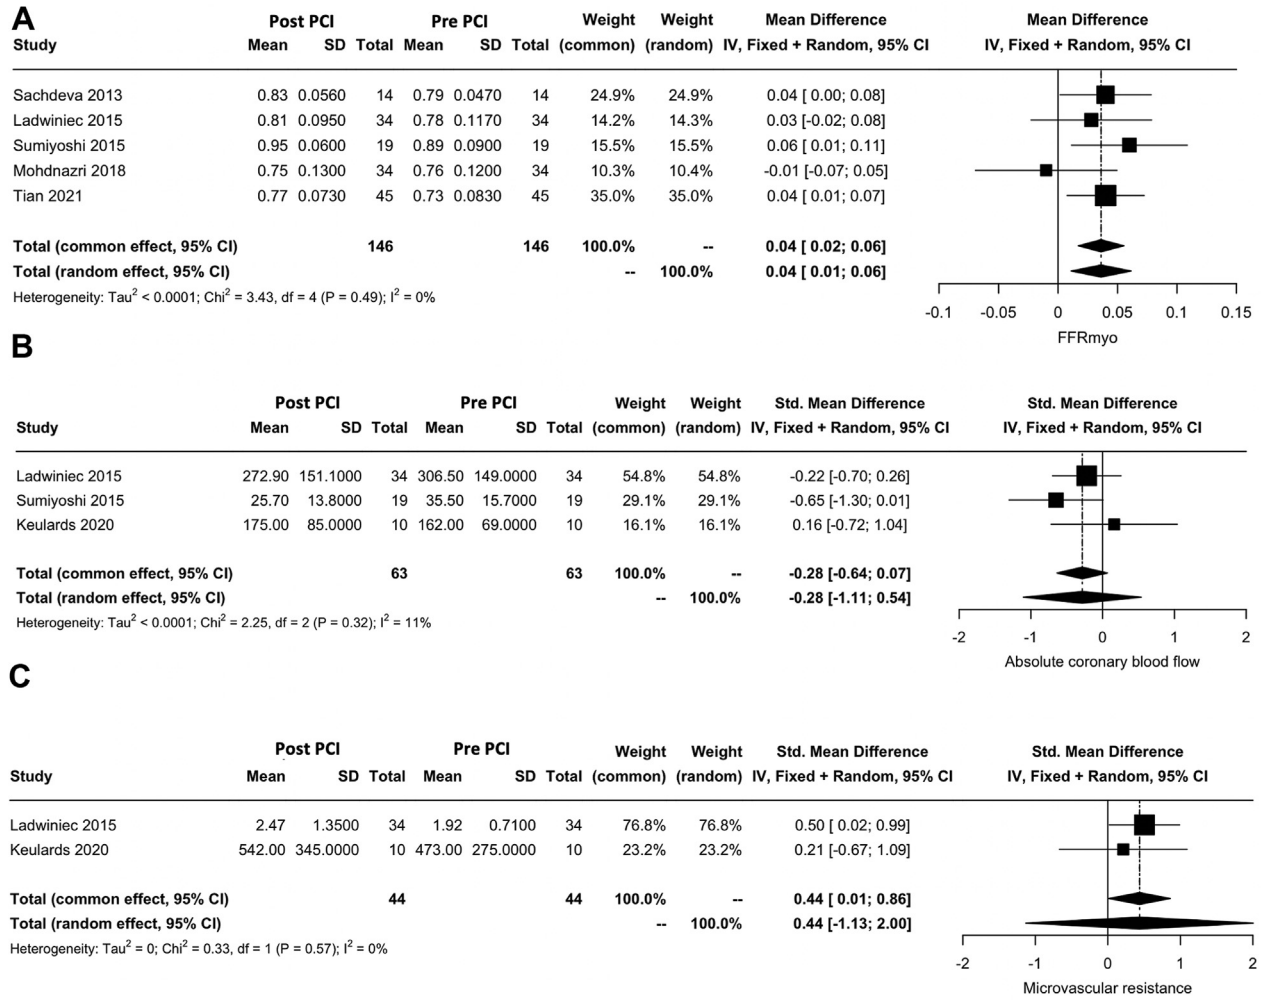 A
Post PCI Pre PCI Weight Weight Mean Difference Mean Difference
Study Mean SD Total Mean SD Total (common) (random) IV, Fixed + Random, 95% CI IV, Fixed + Random, 95% CI
Sachdeva 2013 0.83 0.0560 14 0.79 0.0470 14 24.9% 24.9% 0.04 [ 0.00; 0.08]
Ladwiniec 2015 0.81 0.0950 34 0.78 0.1170 34 14.2% 14.3% 0.03 [-0.02; 0.08]
Sumiyoshi 2015 0.95 0.0600 19 0.89 0.0900 19 15.5% 15.5% 0.06 [ 0.01; 0.11]
Mohdnazri 2018 0.75 0.1300 34 0.76 0.1200 34 10.3% 10.4% -0.01 [-0.07; 0.05]
Tian 2021 0.77 0.0730 45 0.73 0.0830 45 35.0% 35.0% 0.04 [ 0.01; 0.07]
Total (common effect, 95% CI) 146 146 100.0% -- 0.04 [ 0.02; 0.06]
Total (random effect, 95% CI) -- 100.0% 0.04 [ 0.01; 0.06]
Heterogeneity: Tau² < 0.0001; Chi² = 3.43, df = 4 (P = 0.49); I² = 0%
-0.1 -0.05 0 0.05 0.1 0.15
FFRmyo
B
Post PCI Pre PCI Weight Weight Std. Mean Difference Std. Mean Difference
Study Mean SD Total Mean SD Total (common) (random) IV, Fixed + Random, 95% CI IV, Fixed + Random, 95% CI
Ladwiniec 2015 272.90 151.1000 34 306.50 149.0000 34 54.8% 54.8% -0.22 [-0.70; 0.26]
Sumiyoshi 2015 25.70 13.8000 19 35.50 15.7000 19 29.1% 29.1% -0.65 [-1.30; 0.01]
Keulards 2020 175.00 85.0000 10 162.00 69.0000 10 16.1% 16.1% 0.16 [-0.72; 1.04]
Total (common effect, 95% CI) 63 63 100.0% -- -0.28 [-0.64; 0.07]
Total (random effect, 95% CI) -- 100.0% -0.28 [-1.11; 0.54]
Heterogeneity: Tau² < 0.0001; Chi² = 2.25, df = 2 (P = 0.32); I² = 11%
-2 -1 0 1 2
Absolute coronary blood flow
C
Post PCI Pre PCI Weight Weight Std. Mean Difference Std. Mean Difference
Study Mean SD Total Mean SD Total (common) (random) IV, Fixed + Random, 95% CI IV, Fixed + Random, 95% CI
Ladwiniec 2015 2.47 1.3500 34 1.92 0.7100 34 76.8% 76.8% 0.50 [ 0.02; 0.99]
Keulards 2020 542.00 345.0000 10 473.00 275.0000 10 23.2% 23.2% 0.21 [-0.67; 1.09]
Total (common effect, 95% CI) 44 44 100.0% -- 0.44 [ 0.01; 0.86]
Total (random effect, 95% CI) -- 100.0% 0.44 [-1.13; 2.00]
Heterogeneity: Tau² = 0; Chi² = 0.33, df = 1 (P = 0.57); I² = 0%
-2 -1 0 1 2
Microvascular resistance